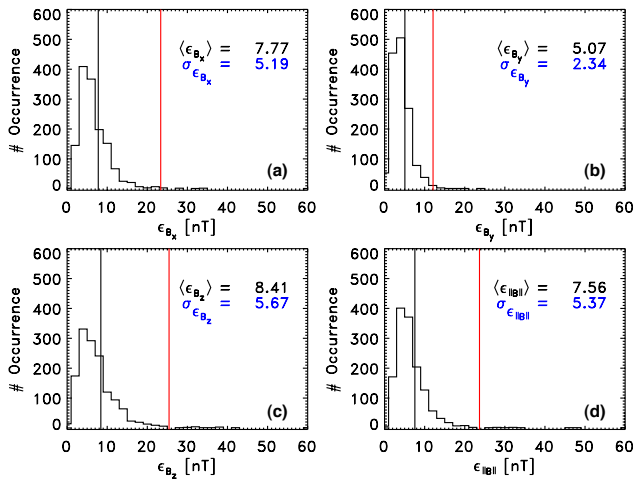 600
500
400
300
200
100
0
# Occurrence
⟨ϵ_Bx⟩ = 7.77
σ_ϵBx = 5.19
(a)
0 10 20 30 40 50 60
ϵ_Bx [nT]
600
500
400
300
200
100
0
# Occurrence
⟨ϵ_By⟩ = 5.07
σ_ϵBy = 2.34
(b)
0 10 20 30 40 50 60
ϵ_By [nT]
600
500
400
300
200
100
0
# Occurrence
⟨ϵ_Bz⟩ = 8.41
σ_ϵBz = 5.67
(c)
0 10 20 30 40 50 60
ϵ_Bz [nT]
600
500
400
300
200
100
0
# Occurrence
⟨ϵ_‖B‖⟩ = 7.56
σ_ϵ‖B‖ = 5.37
(d)
0 10 20 30 40 50 60
ϵ_‖B‖ [nT]